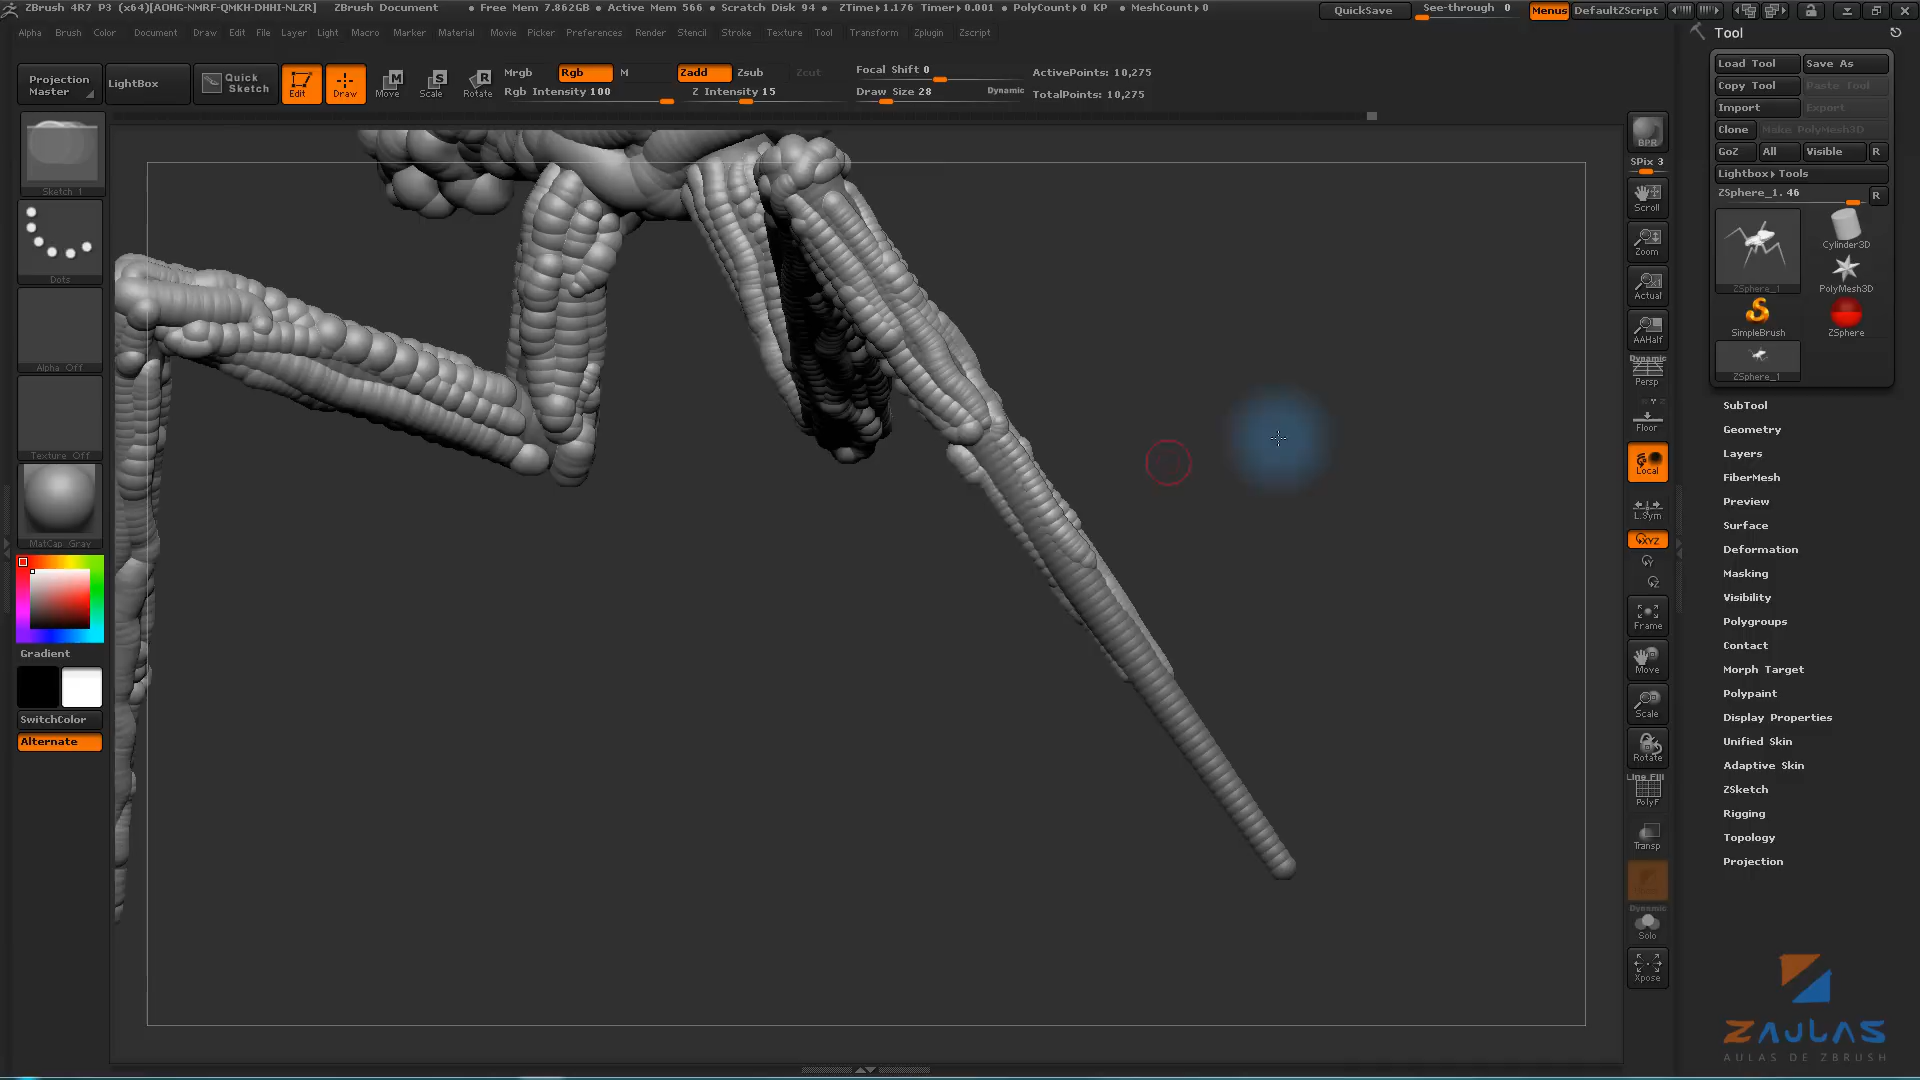 ZBrush 4R7 P3 (x64)[AOHG-NMRF-QMKH-DHHI-NLZR] ZBrush Document • Free Mem 7.862GB • Active Mem 566 • Scratch Disk 94 • ZTime▸1.176 Timer▸0.001 • PolyCount▸0 KP • MeshCount▸0 QuickSave See-through 0 Menus DefaultZScript
Alpha Brush Color Document Draw Edit File Layer Light Macro Marker Material Movie Picker Preferences Render Stencil Stroke Texture Tool Transform Zplugin Zscript
Projection Master
LightBox
Quick Sketch
Edit
Draw
Move
Scale
Rotate
Mrgb Rgb M
Rgb Intensity 100
Zadd Zsub Zcut
Z Intensity 15
Focal Shift 0
Draw Size 28 Dynamic
ActivePoints: 10,275
TotalPoints: 10,275
Sketch 1
Dots
Alpha Off
Texture Off
MatCap Gray
Gradient
SwitchColor
Alternate
BPR
SPix 3
Scroll
Zoom
Actual
AAHalf
Dynamic
Persp
Floor
Local
L.Sym
XYZ
Y
Z
Frame
Move
Scale
Rotate
Line Fill
PolyF
Transp
Dynamic
Solo
Xpose
Tool
Load Tool Save As
Copy Tool Paste Tool
Import Export
Clone Make PolyMesh3D
GoZ All Visible R
Lightbox▸Tools
ZSphere_1. 46 R
ZSphere_1
Cylinder3D
PolyMesh3D
SimpleBrush
ZSphere
ZSphere_1
SubTool
Geometry
Layers
FiberMesh
Preview
Surface
Deformation
Masking
Visibility
Polygroups
Contact
Morph Target
Polypaint
Display Properties
Unified Skin
Adaptive Skin
ZSketch
Rigging
Topology
Projection
ZAULAS
AULAS DE ZBRUSH